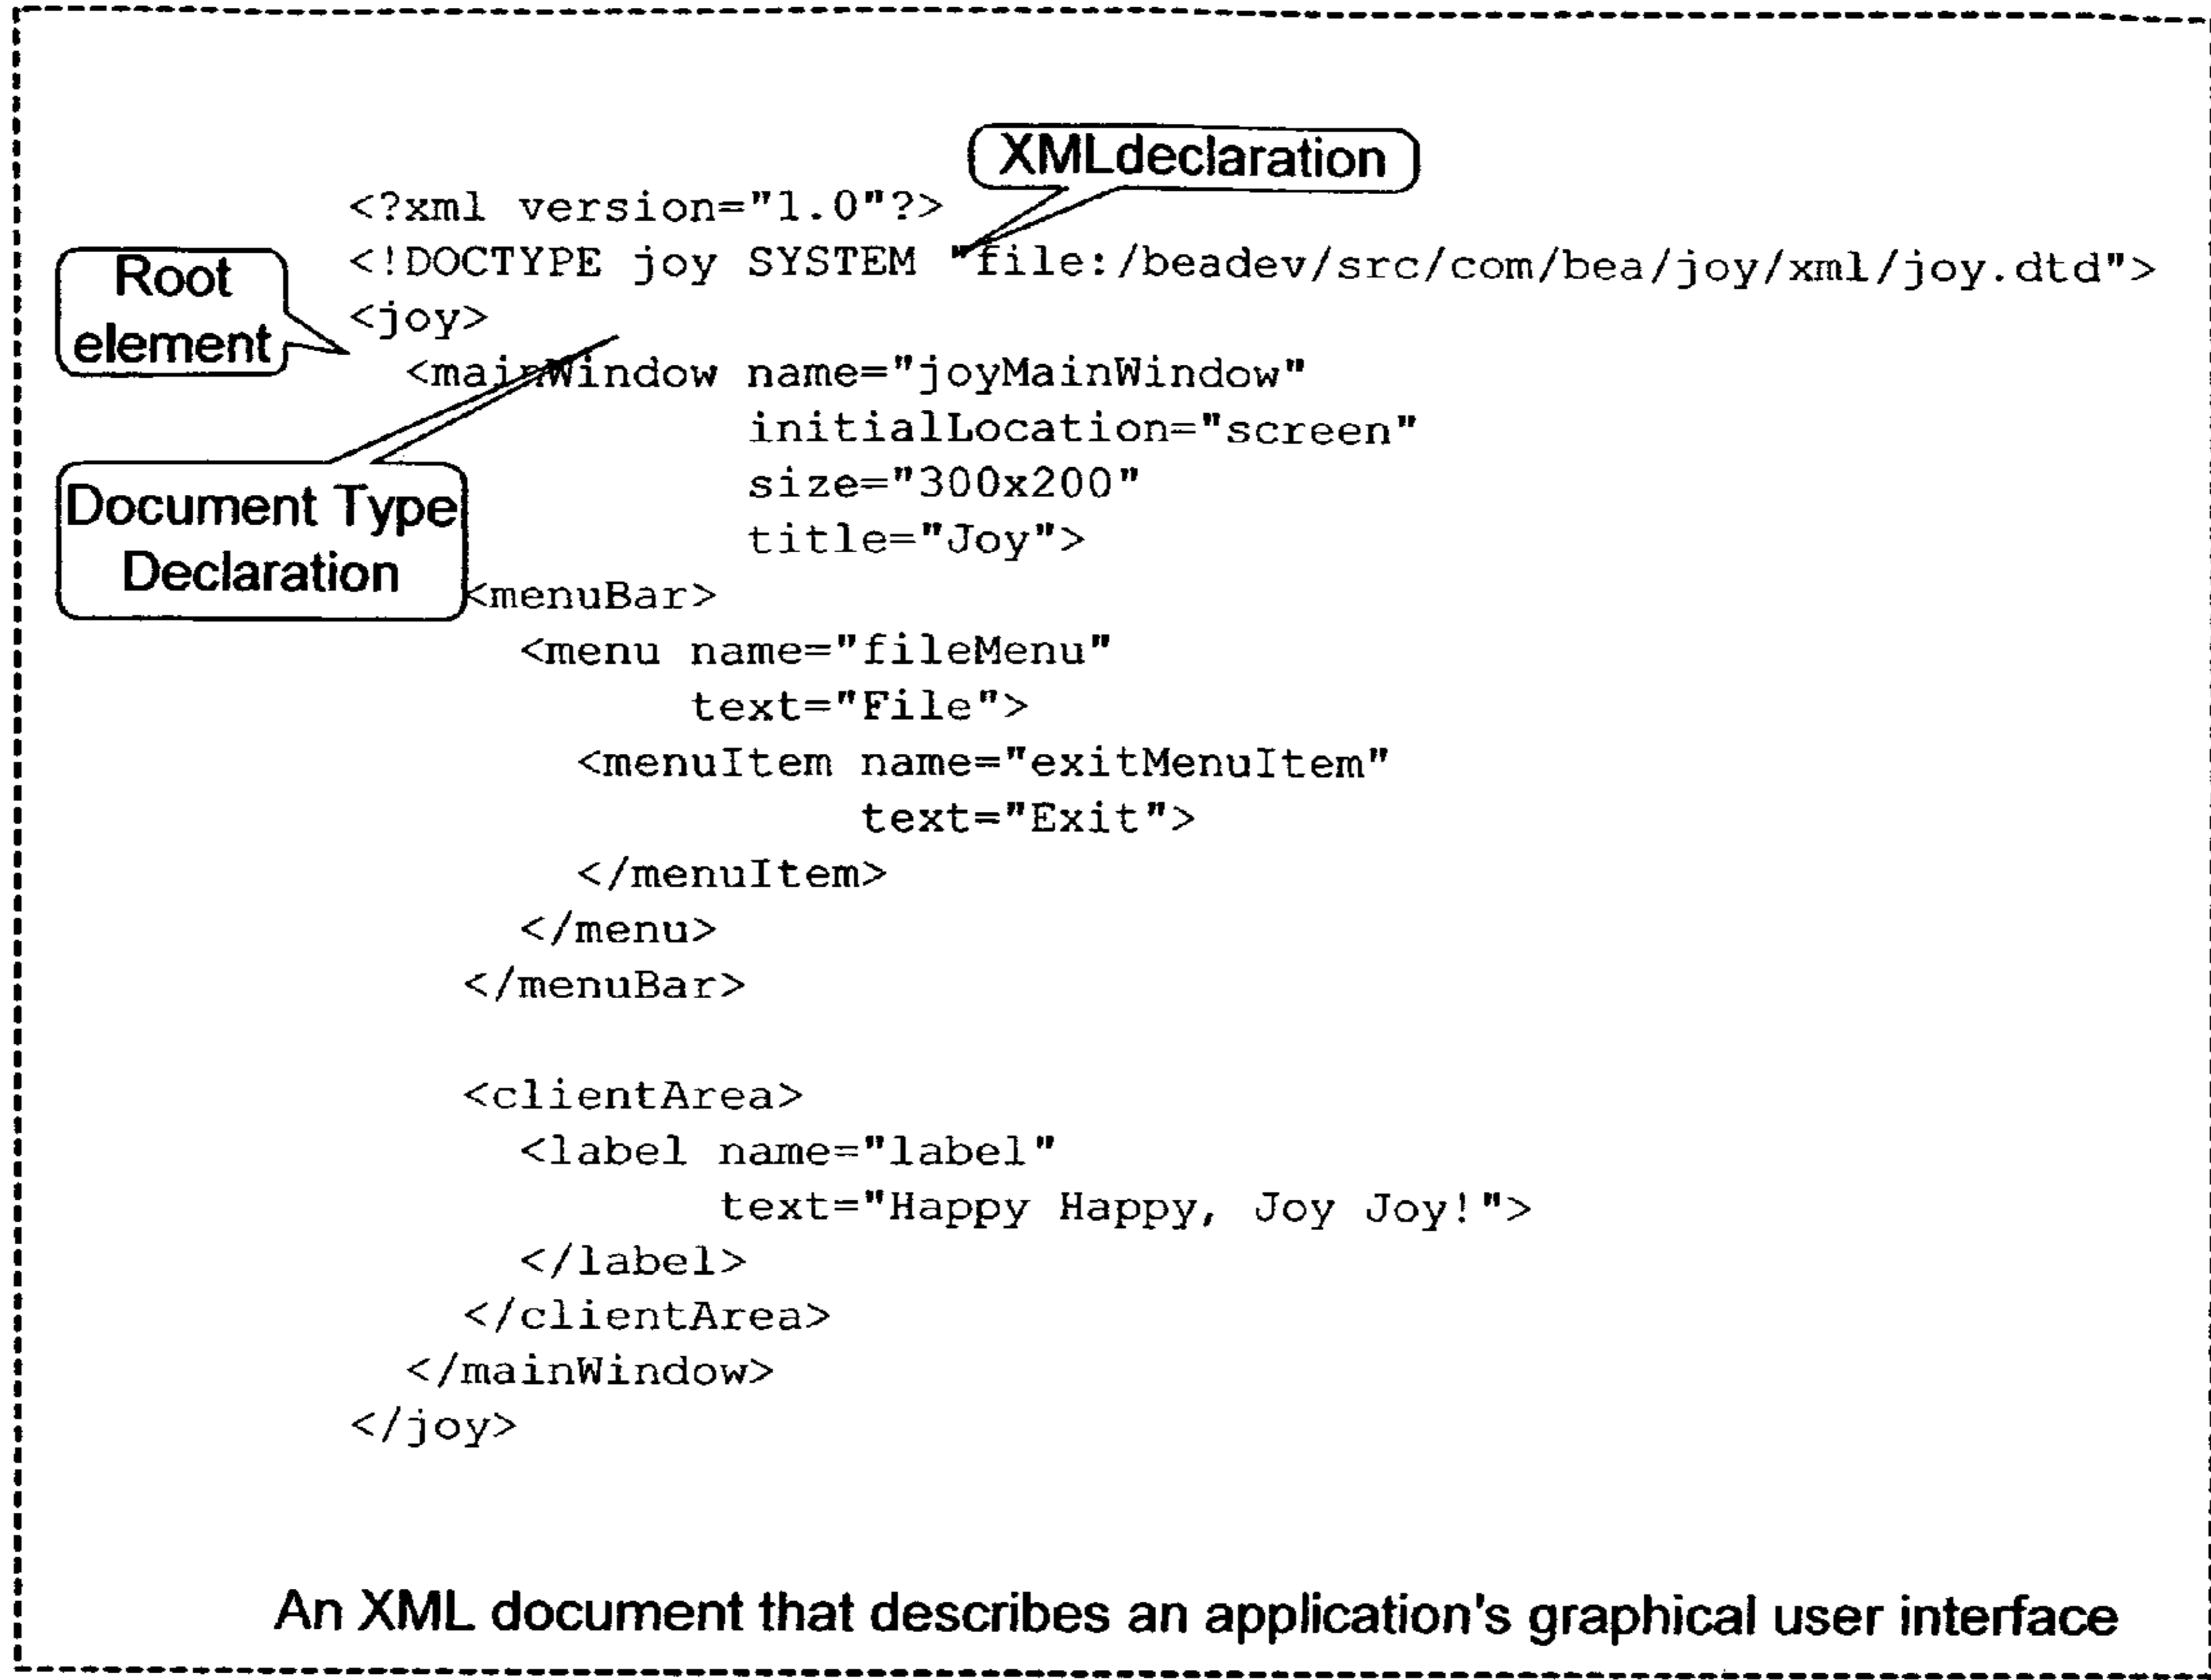 XMLdeclaration
<?xml version="1.0"?>
<!DOCTYPE joy SYSTEM "file:/beadev/src/com/bea/joy/xml/joy.dtd">
Root
element
<joy>
<mainWindow name="joyMainWindow"
initialLocation="screen"
size="300x200"
title="Joy">
Document Type
Declaration
<menuBar>
<menu name="fileMenu"
text="File">
<menuItem name="exitMenuItem"
text="Exit">
</menuItem>
</menu>
</menuBar>
<clientArea>
<label name="label"
text="Happy Happy, Joy Joy!">
</label>
</clientArea>
</mainWindow>
</joy>
An XML document that describes an application's graphical user interface